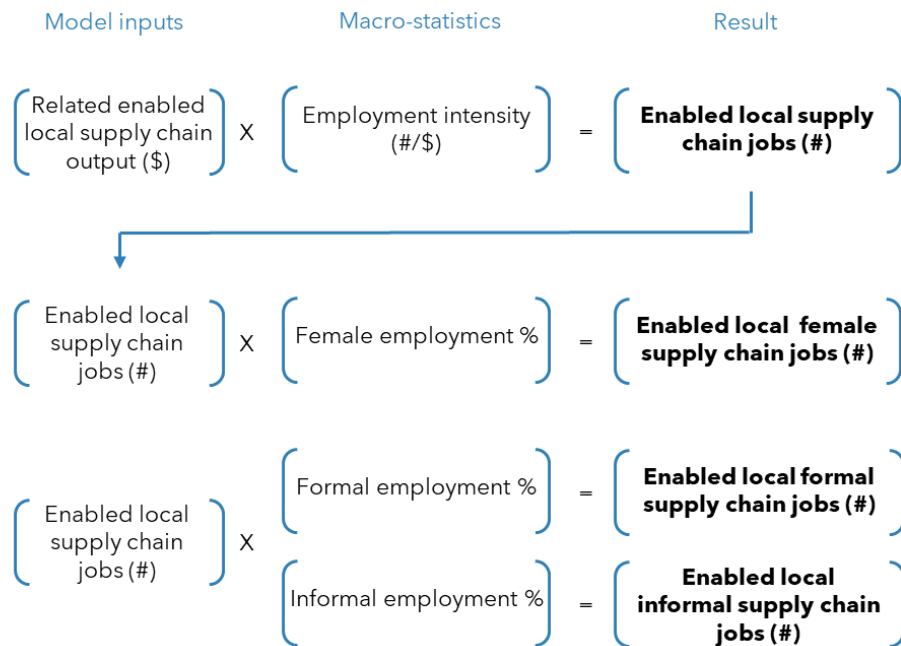 Model inputs
Macro-statistics
Result
Related enabled
local supply chain
output ($)
X
Employment intensity
(#/$)
=
Enabled local supply
chain jobs (#)
Enabled local
supply chain
jobs (#)
X
Female employment %
=
Enabled local female
supply chain jobs (#)
Enabled local
supply chain
jobs (#)
X
Formal employment %
=
Enabled local formal
supply chain jobs (#)
Informal employment %
=
Enabled local
informal supply chain
jobs (#)